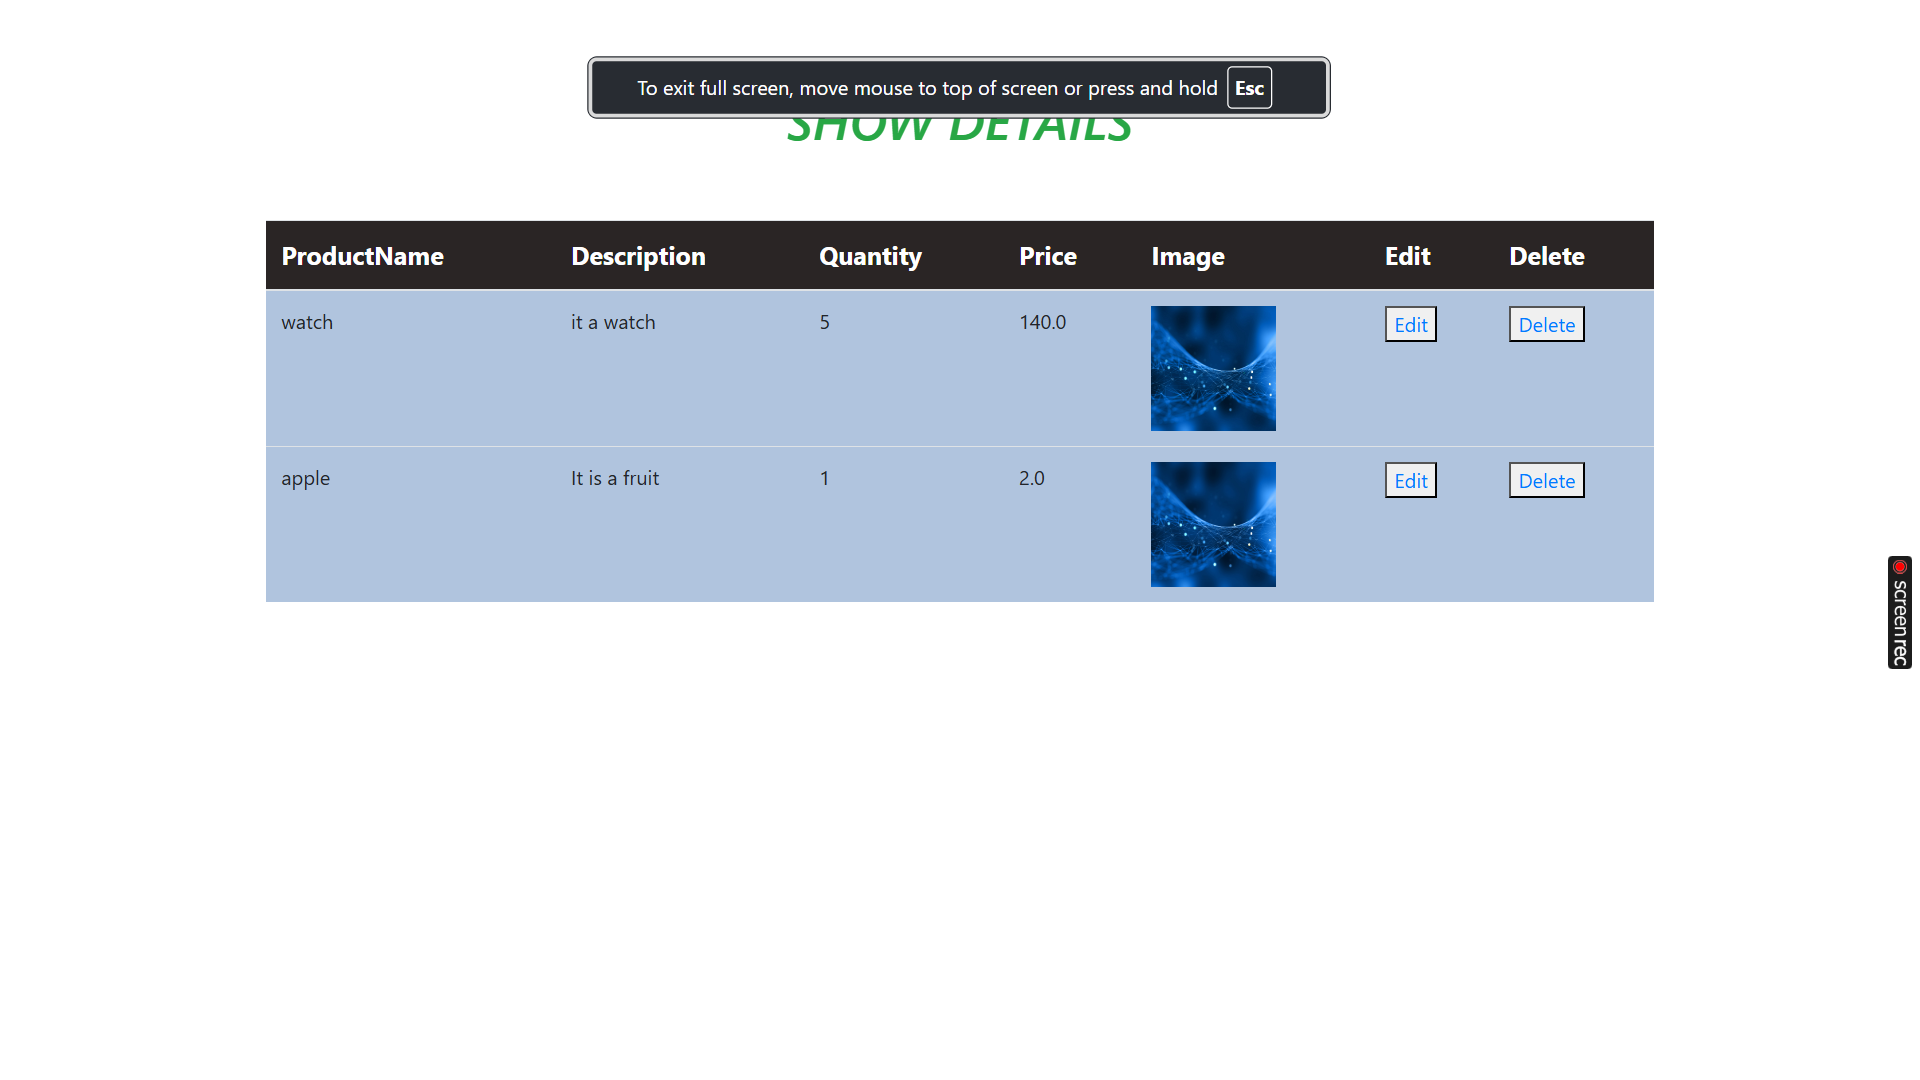 To exit full screen, move mouse to top of screen or press and hold Esc
SHOW DETAILS
ProductName Description Quantity Price Image Edit Delete
watch it a watch 5 140.0 Edit Delete
apple It is a fruit 1 2.0 Edit Delete
screenrec